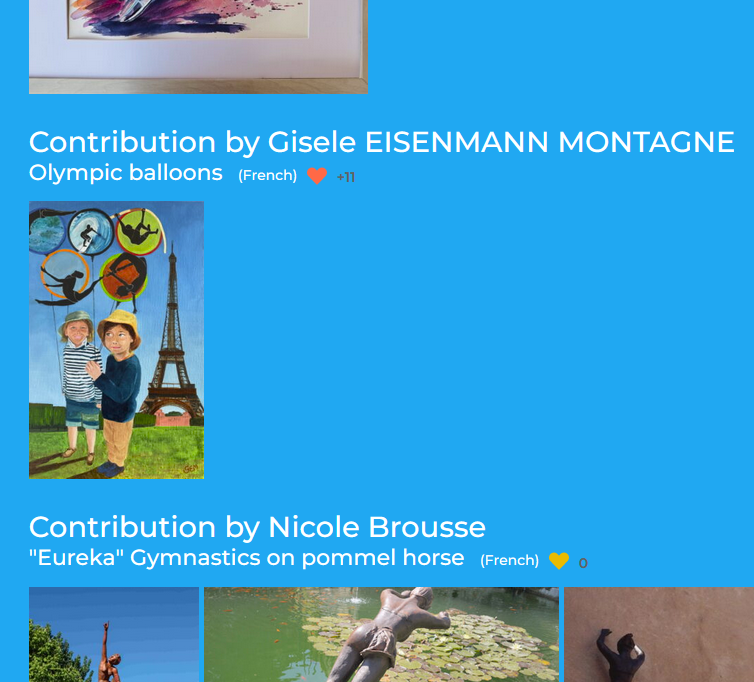 Contribution by Gisele EISENMANN MONTAGNE
Olympic balloons (French) +11
GEM
Contribution by Nicole Brousse
"Eureka" Gymnastics on pommel horse (French) 0